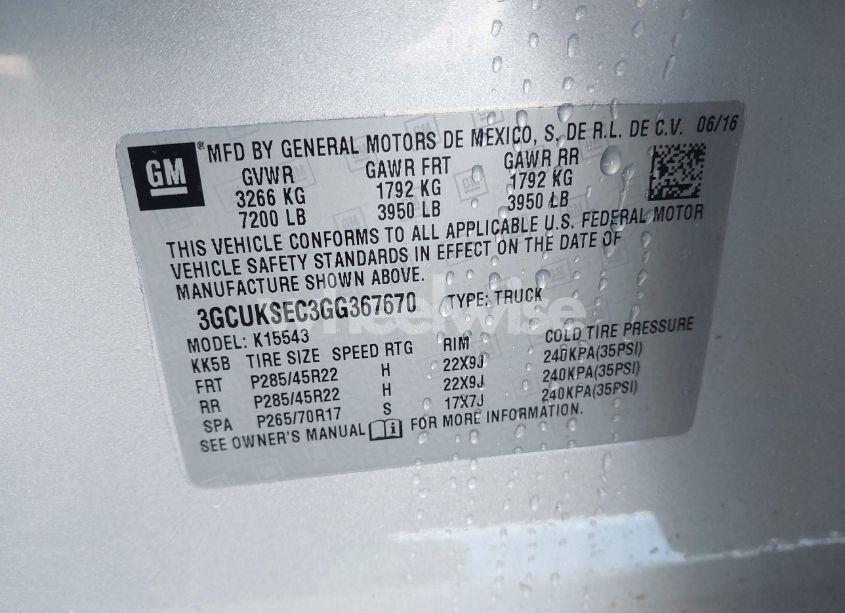 GM ® MFD BY GENERAL MOTORS DE MEXICO, S. DE R.L. DE C.V. 06/16
GVWR GAWR FRT GAWR RR
3266 KG 1792 KG 1792 KG
7200 LB 3950 LB 3950 LB
THIS VEHICLE CONFORMS TO ALL APPLICABLE U.S. FEDERAL MOTOR
VEHICLE SAFETY STANDARDS IN EFFECT ON THE DATE OF
MANUFACTURE SHOWN ABOVE.
3GCUKSEC3GG367670 TYPE: TRUCK
wheelwise
MODEL: K15543
KK5B TIRE SIZE SPEED RTG RIM COLD TIRE PRESSURE
FRT P285/45R22 H 22X9J 240KPA(35PSI)
RR P285/45R22 H 22X9J 240KPA(35PSI)
SPA P265/70R17 S 17X7J 240KPA(35PSI)
SEE OWNER'S MANUAL i FOR MORE INFORMATION.